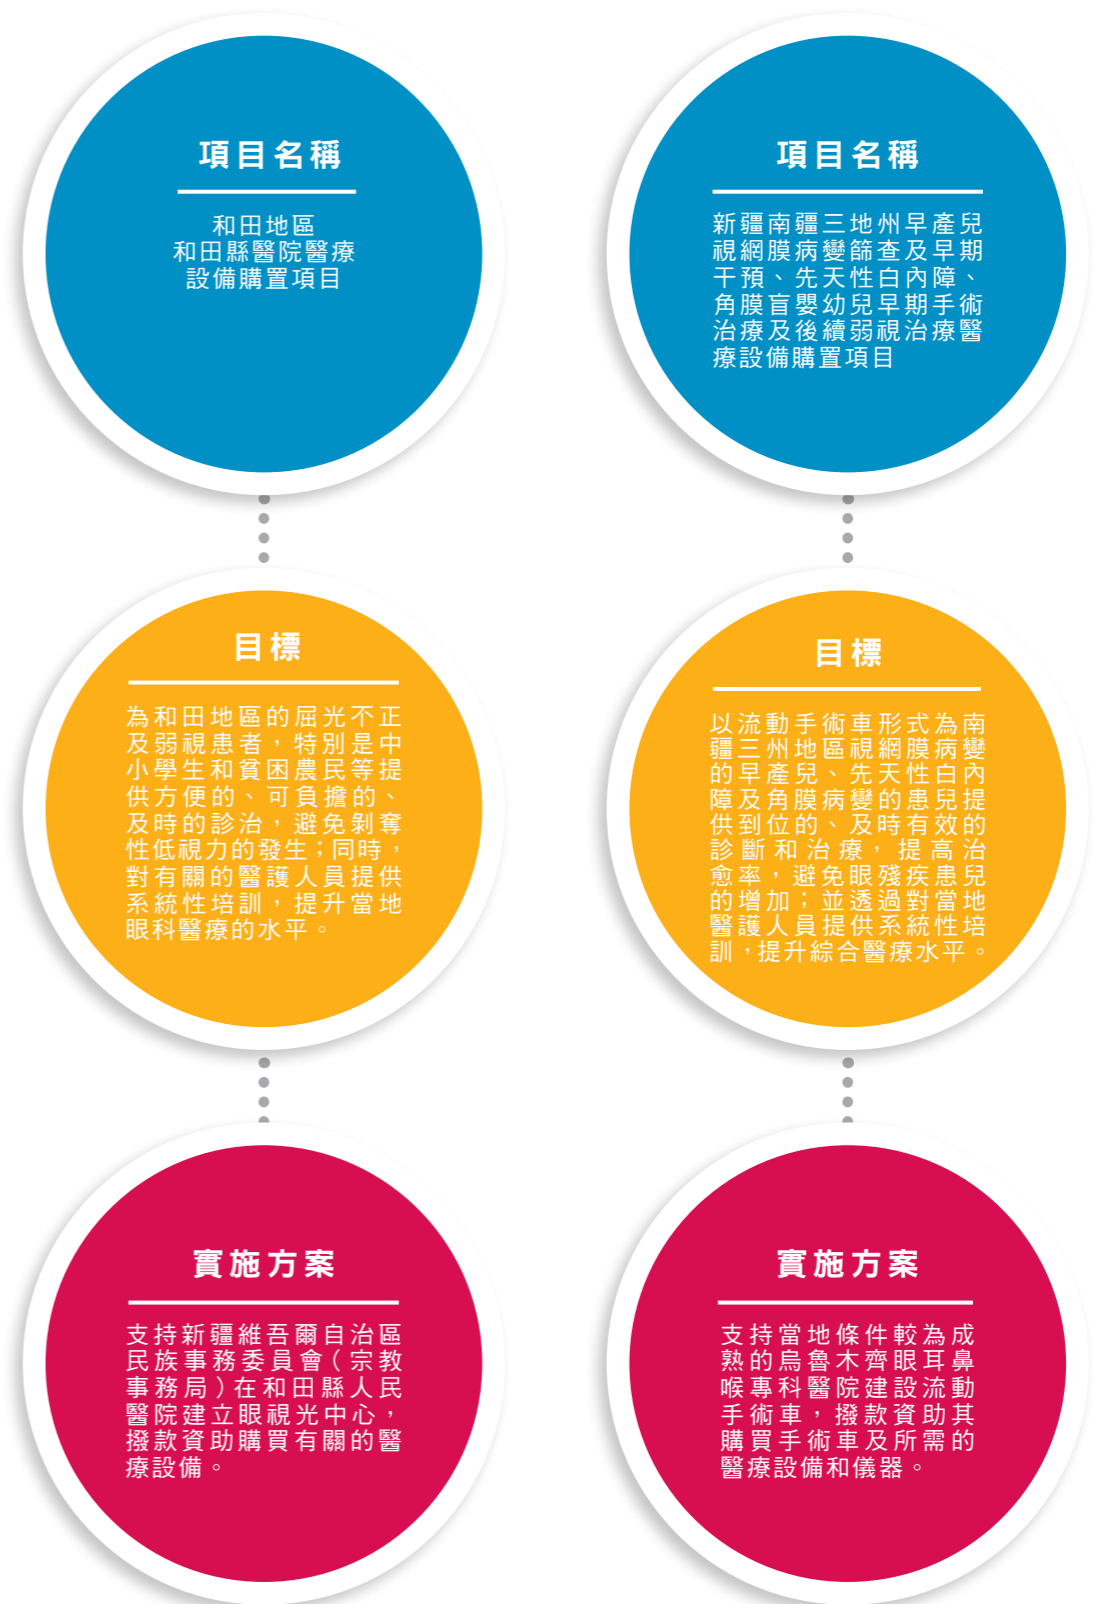 項目名稱
和田地區
和田縣醫院醫療
設備購置項目
目標
為和田地區的屈光不正
及弱視患者，特別是中
小學生和貧困農民等提
供方便的、可負擔的、
及時的診治，避免剝奪
性低視力的發生；同時，
對有關的醫護人員提供
系統性培訓，提升當地
眼科醫療的水平。
實施方案
支持新疆維吾爾自治區
民族事務委員會（宗教
事務局）在和田縣人民
醫院建立眼視光中心，
撥款資助購買有關的醫
療設備。
項目名稱
新疆南疆三地州早產兒
視網膜病變篩查及早期
干預、先天性白內障、
角膜盲嬰幼兒早期手術
治療及後續弱視治療醫
療設備購置項目
目標
以流動手術車形式為南
疆三州地區視網膜病變
的早產兒、先天性白內
障及角膜病變的患兒提
供到位的、及時有效的
診斷和治療，提高治
愈率，避免眼殘疾患兒
的增加；並透過對當地
醫護人員提供系統性培
訓，提升綜合醫療水平。
實施方案
支持當地條件較為成
熟的烏魯木齊眼耳鼻
喉專科醫院建設流動
手術車，撥款資助其
購買手術車及所需的
醫療設備和儀器。